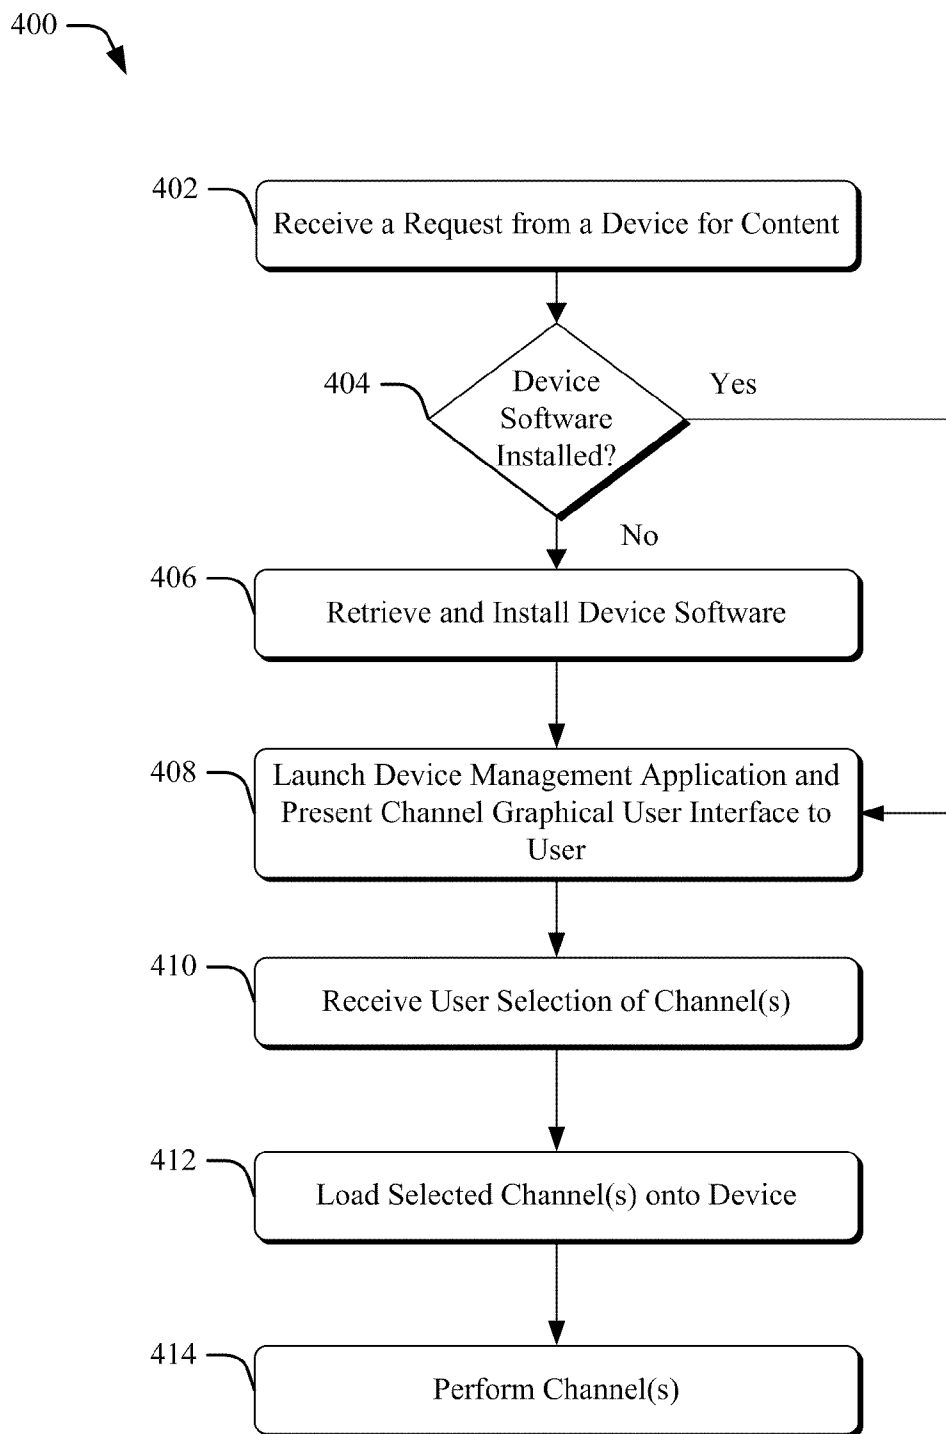 400
402
Receive a Request from a Device for Content
404
Device
Software
Installed?
Yes
No
406
Retrieve and Install Device Software
408
Launch Device Management Application and
Present Channel Graphical User Interface to
User
410
Receive User Selection of Channel(s)
412
Load Selected Channel(s) onto Device
414
Perform Channel(s)